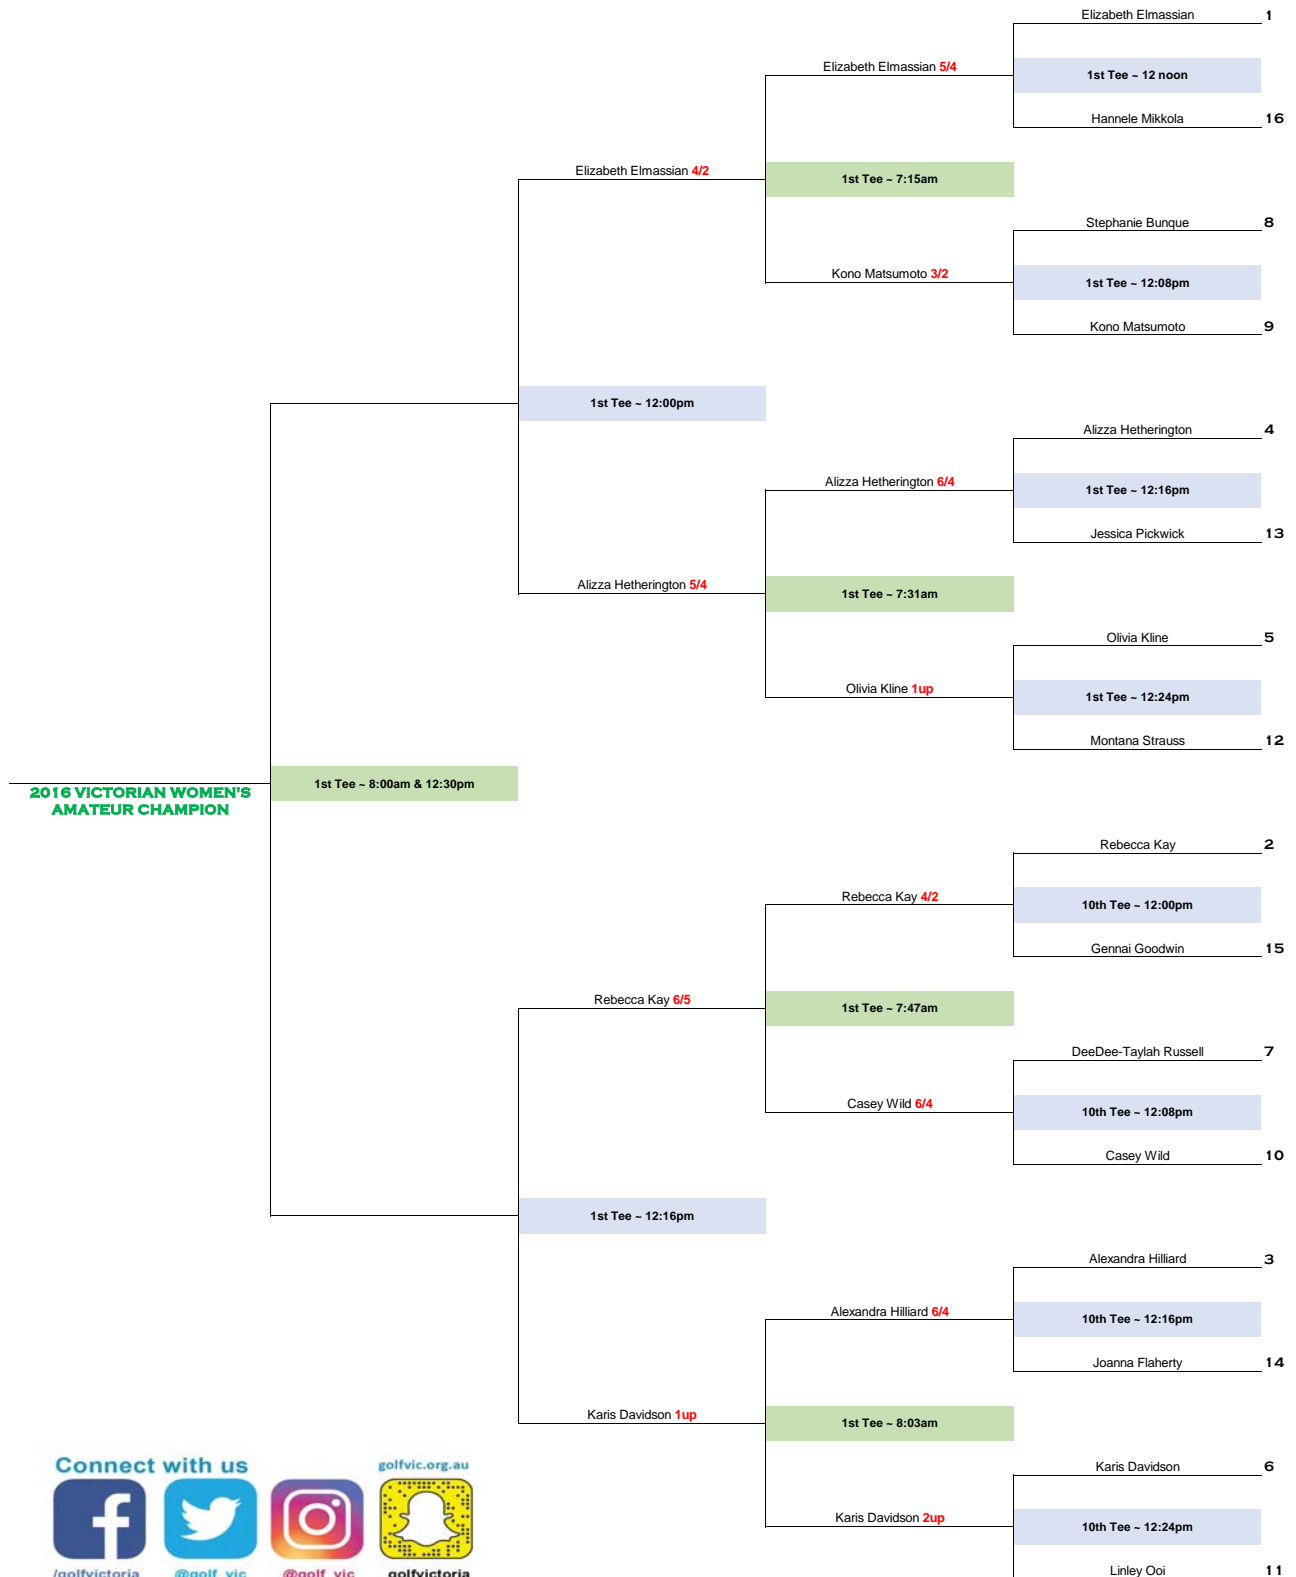 Elizabeth Elmassian 1
Elizabeth Elmassian 5/4
1st Tee ~ 12 noon
Hannele Mikkola 16
Elizabeth Elmassian 4/2
1st Tee ~ 7:15am
Stephanie Bunque 8
Kono Matsumoto 3/2
1st Tee ~ 12:08pm
Kono Matsumoto 9
1st Tee ~ 12:00pm
Alizza Hetherington 4
Alizza Hetherington 6/4
1st Tee ~ 12:16pm
Jessica Pickwick 13
Alizza Hetherington 5/4
1st Tee ~ 7:31am
Olivia Kline 5
Olivia Kline 1up
1st Tee ~ 12:24pm
Montana Strauss 12
1st Tee ~ 8:00am & 12:30pm
2016 VICTORIAN WOMEN'S
AMATEUR CHAMPION
Rebecca Kay 2
Rebecca Kay 4/2
10th Tee ~ 12:00pm
Gennai Goodwin 15
Rebecca Kay 6/5
1st Tee ~ 7:47am
DeeDee-Taylah Russell 7
Casey Wild 6/4
10th Tee ~ 12:08pm
Casey Wild 10
1st Tee ~ 12:16pm
Alexandra Hilliard 3
Alexandra Hilliard 6/4
10th Tee ~ 12:16pm
Joanna Flaherty 14
Karis Davidson 1up
1st Tee ~ 8:03am
Karis Davidson 6
Karis Davidson 2up
10th Tee ~ 12:24pm
Linley Ooi 11
Connect with us
golfvic.org.au
/golfvictoria
@golf_vic
@golf_vic
golfvictoria